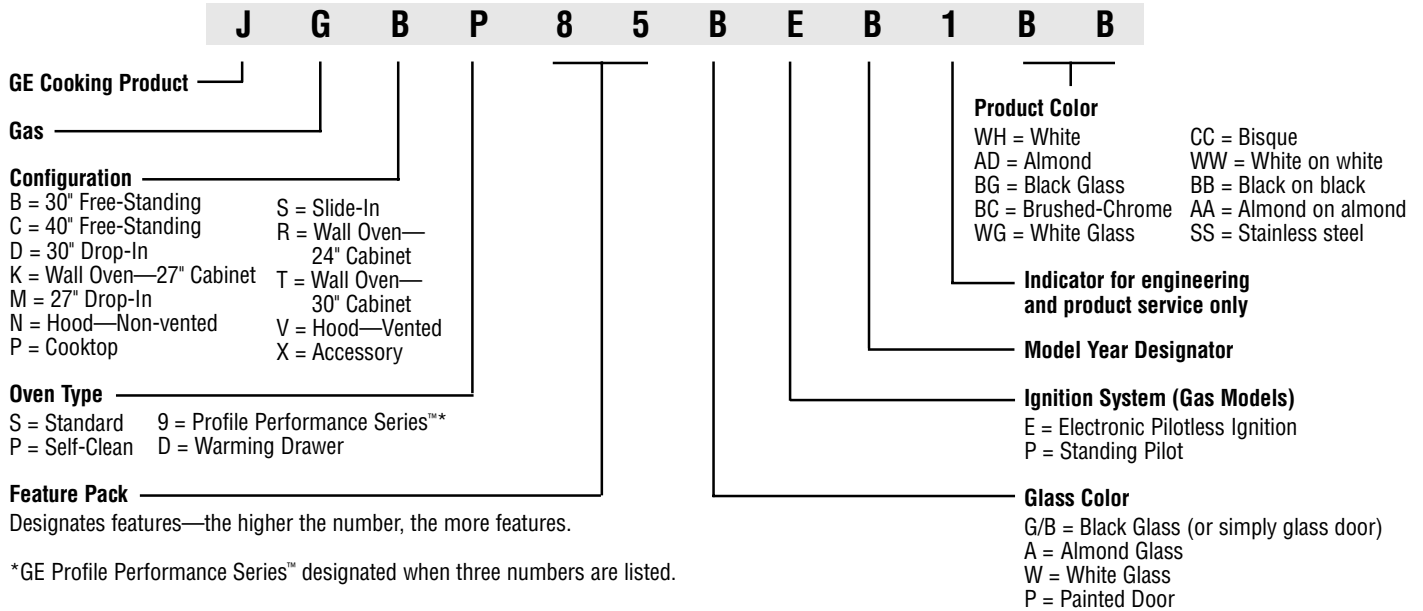 J G B P 8 5 B E B 1 B B
GE Cooking Product
Gas
Configuration
B = 30" Free-Standing
C = 40" Free-Standing
D = 30" Drop-In
K = Wall Oven—27" Cabinet
M = 27" Drop-In
N = Hood—Non-vented
P = Cooktop
S = Slide-In
R = Wall Oven—
24" Cabinet
T = Wall Oven—
30" Cabinet
V = Hood—Vented
X = Accessory
Oven Type
S = Standard
P = Self-Clean
9 = Profile Performance Series™*
D = Warming Drawer
Feature Pack
Designates features—the higher the number, the more features.
*GE Profile Performance Series™ designated when three numbers are listed.
Product Color
WH = White
AD = Almond
BG = Black Glass
BC = Brushed-Chrome
WG = White Glass
CC = Bisque
WW = White on white
BB = Black on black
AA = Almond on almond
SS = Stainless steel
Indicator for engineering
and product service only
Model Year Designator
Ignition System (Gas Models)
E = Electronic Pilotless Ignition
P = Standing Pilot
Glass Color
G/B = Black Glass (or simply glass door)
A = Almond Glass
W = White Glass
P = Painted Door